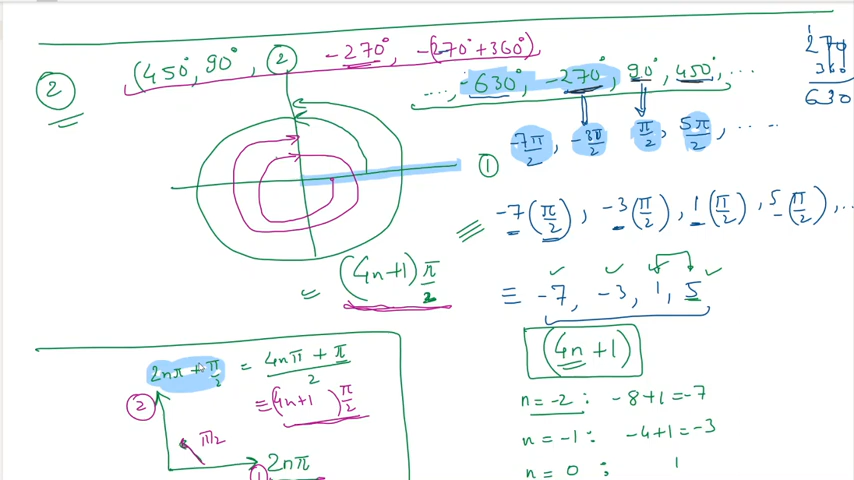 (450°, 90°, ② -270°, -(270°+360°)
② ..., -630°, -270°, 90°, 450°, ...
270
360
630
-7π/2, -3π/2, π/2, 5π/2, ....
①
-7(π/2), -3(π/2), 1(π/2), 5(π/2), ...
≡
= (4n+1)π/2
≡ -7, -3, 1, 5
(4n+1)
2nπ + π/2 = (4nπ + π)/2
≡ (4n+1)π/2
②
π/2
2nπ
①
n = -2 : -8+1 = -7
n = -1 : -4+1 = -3
n = 0 ; 1